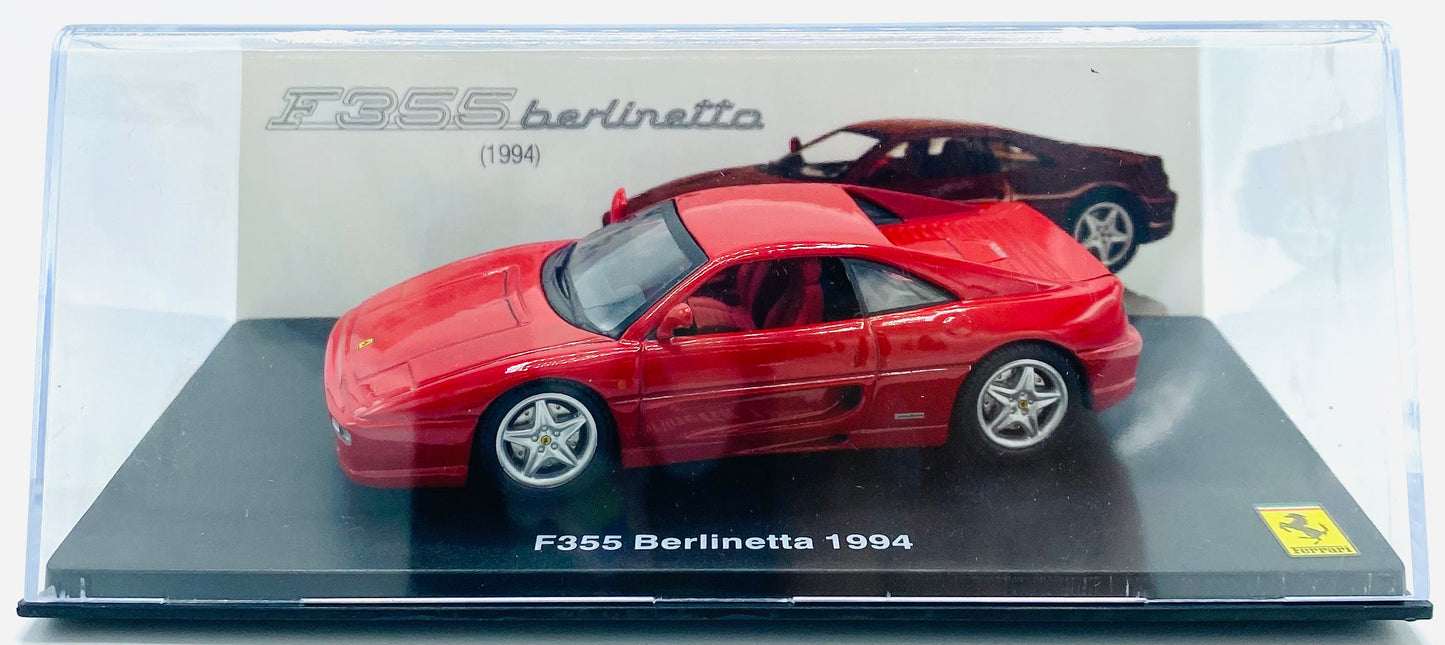 F355 berlinetta
(1994)
F355 Berlinetta 1994
Ferrari